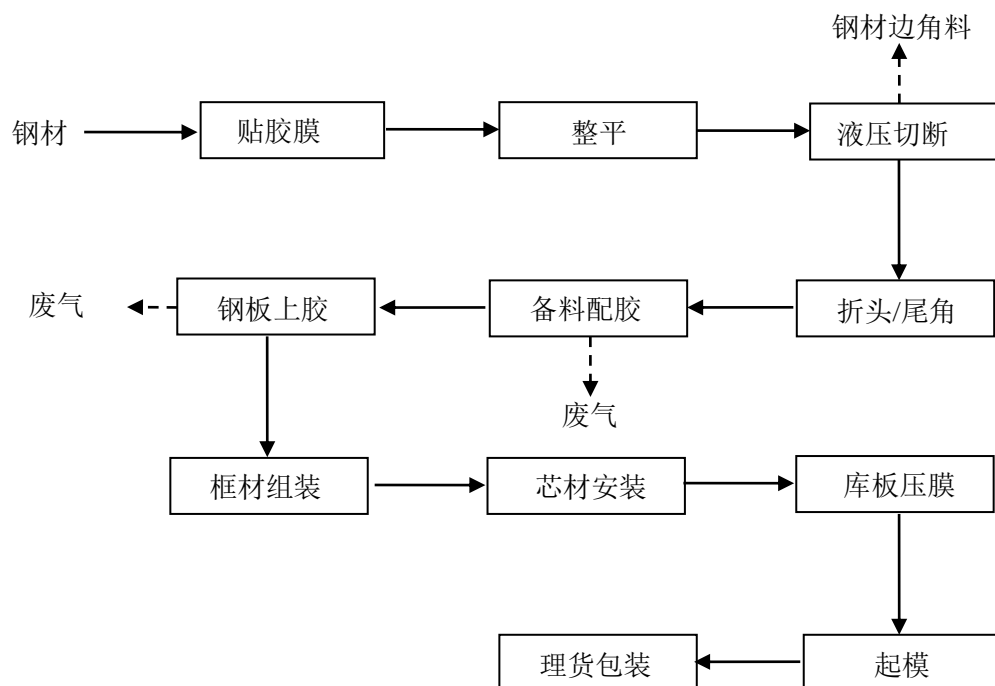 钢材边角料
钢材
贴胶膜
整平
液压切断
废气
钢板上胶
备料配胶
折头/尾角
废气
框材组装
芯材安装
库板压膜
理货包装
起模